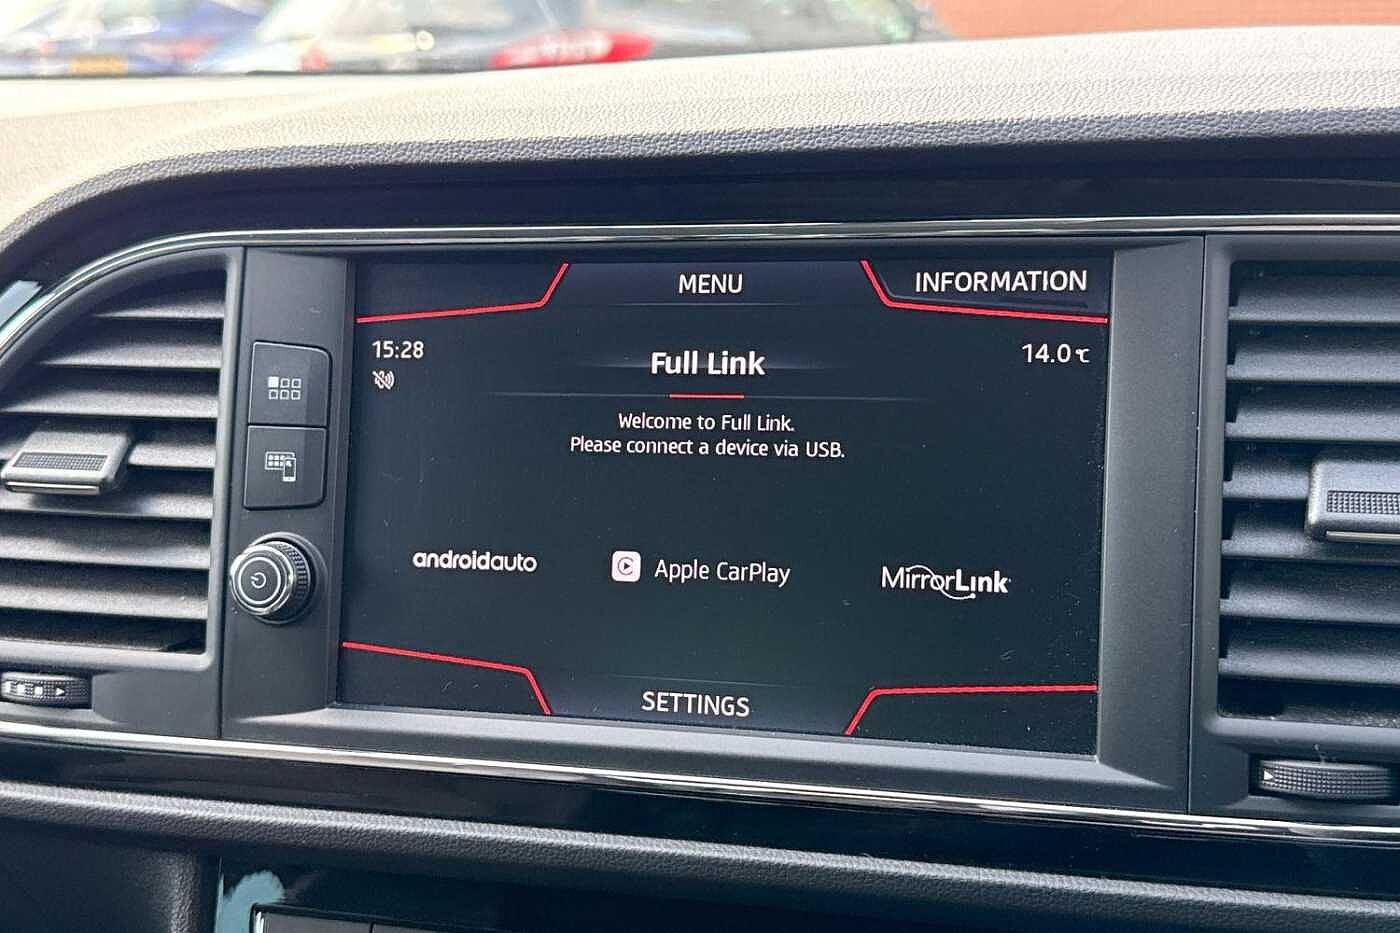 MENU
INFORMATION
15:28
Full Link
14.0℃
Welcome to Full Link.
Please connect a device via USB.
androidauto
Apple CarPlay
MirrorLink
SETTINGS